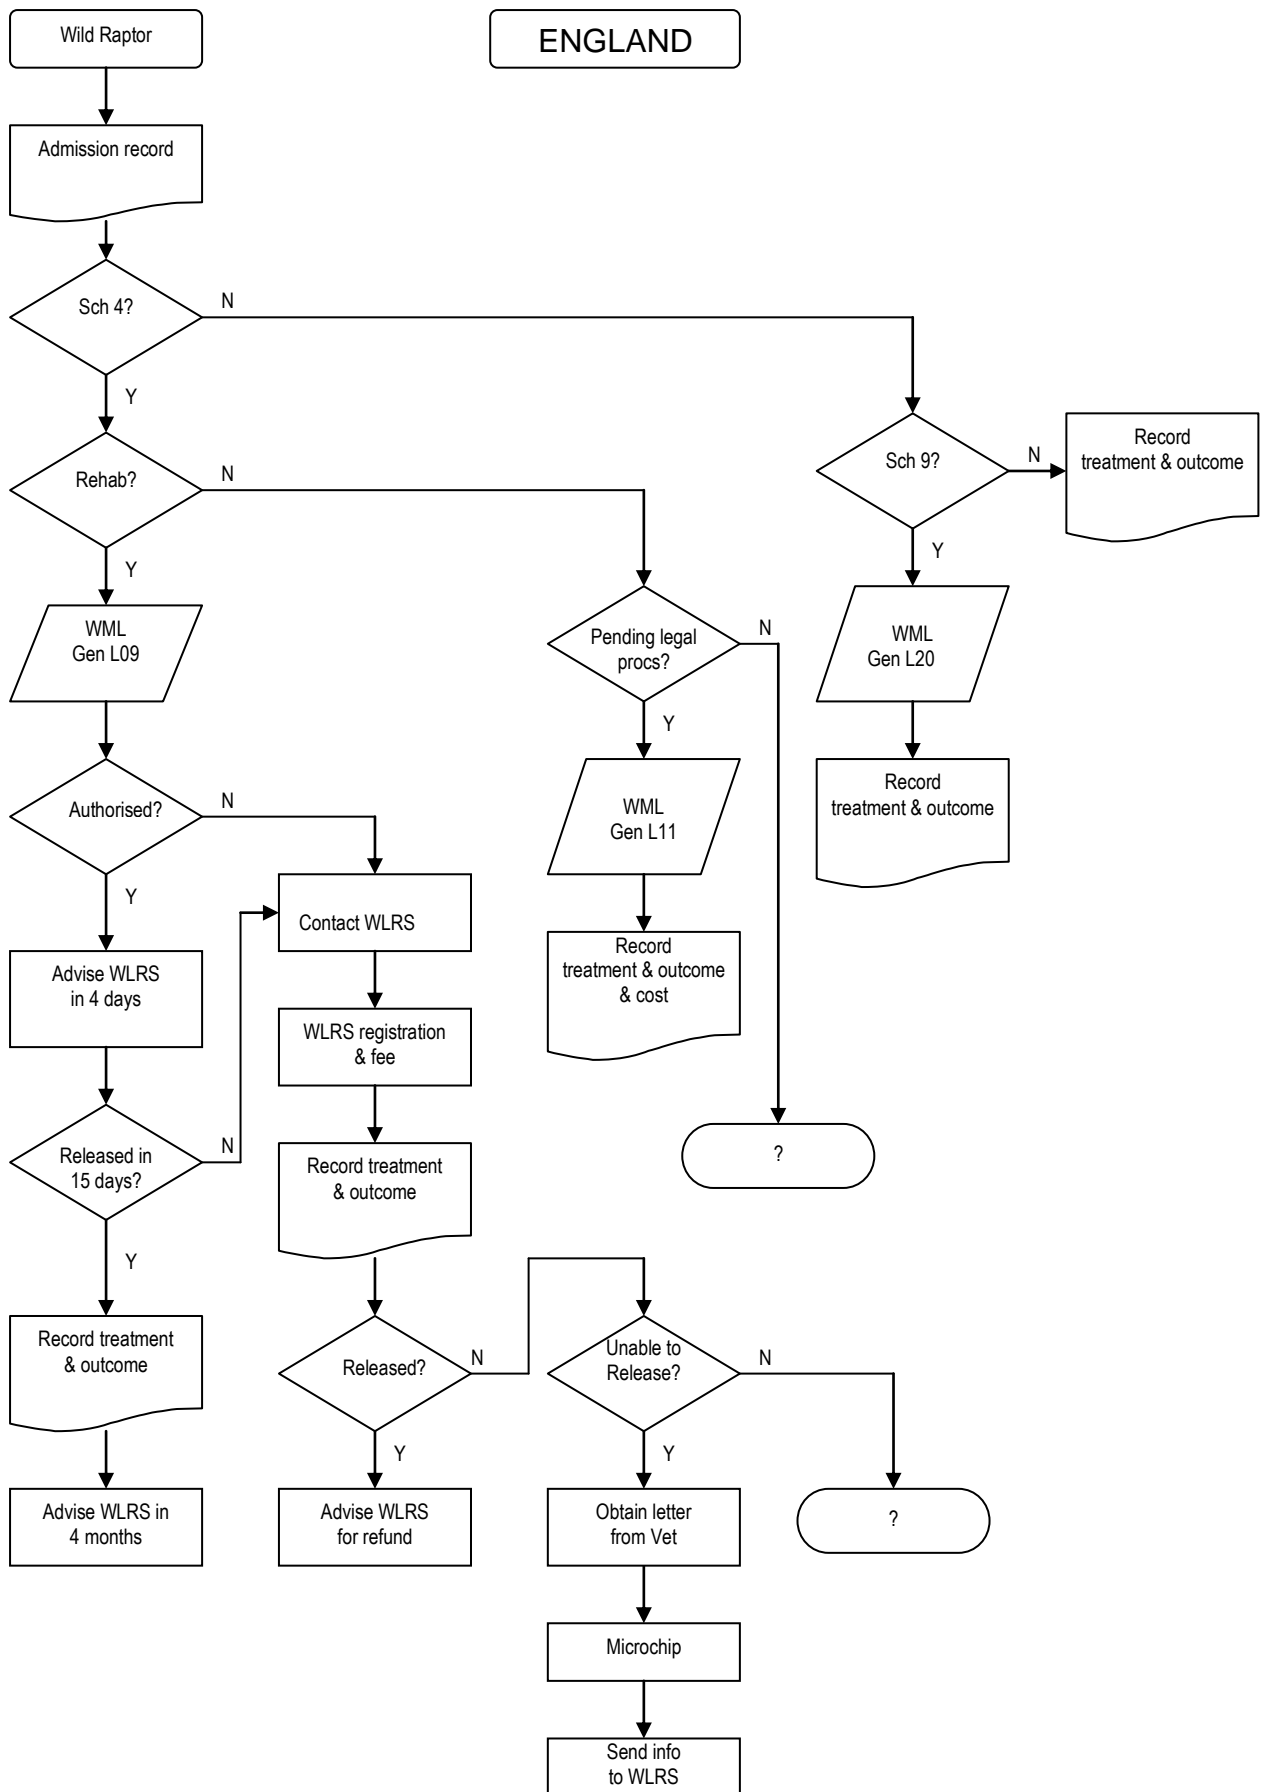 Wild Raptor
ENGLAND
Admission record
Sch 4?
N
Y
Rehab?
N
Y
Sch 9?
N
Record
treatment & outcome
Y
WML
Gen L09
Pending legal
procs?
N
Y
WML
Gen L20
Authorised?
N
Y
WML
Gen L11
Record
treatment & outcome
Contact WLRS
Advise WLRS
in 4 days
Record
treatment & outcome
& cost
WLRS registration
& fee
Released in
15 days?
N
Y
Record treatment
& outcome
?
Record treatment
& outcome
Released?
N
Y
Unable to
Release?
N
Y
Advise WLRS in
4 months
Advise WLRS
for refund
Obtain letter
from Vet
?
Microchip
Send info
to WLRS